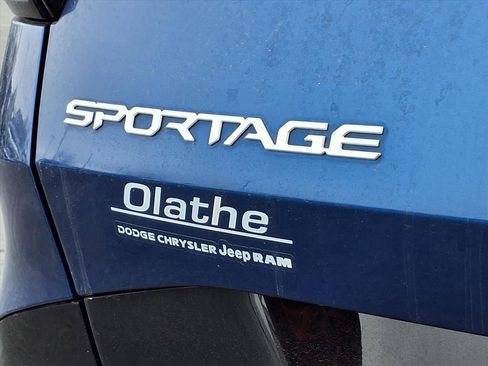 SPORTAGE
Olathe
DODGE CHRYSLER Jeep RAM